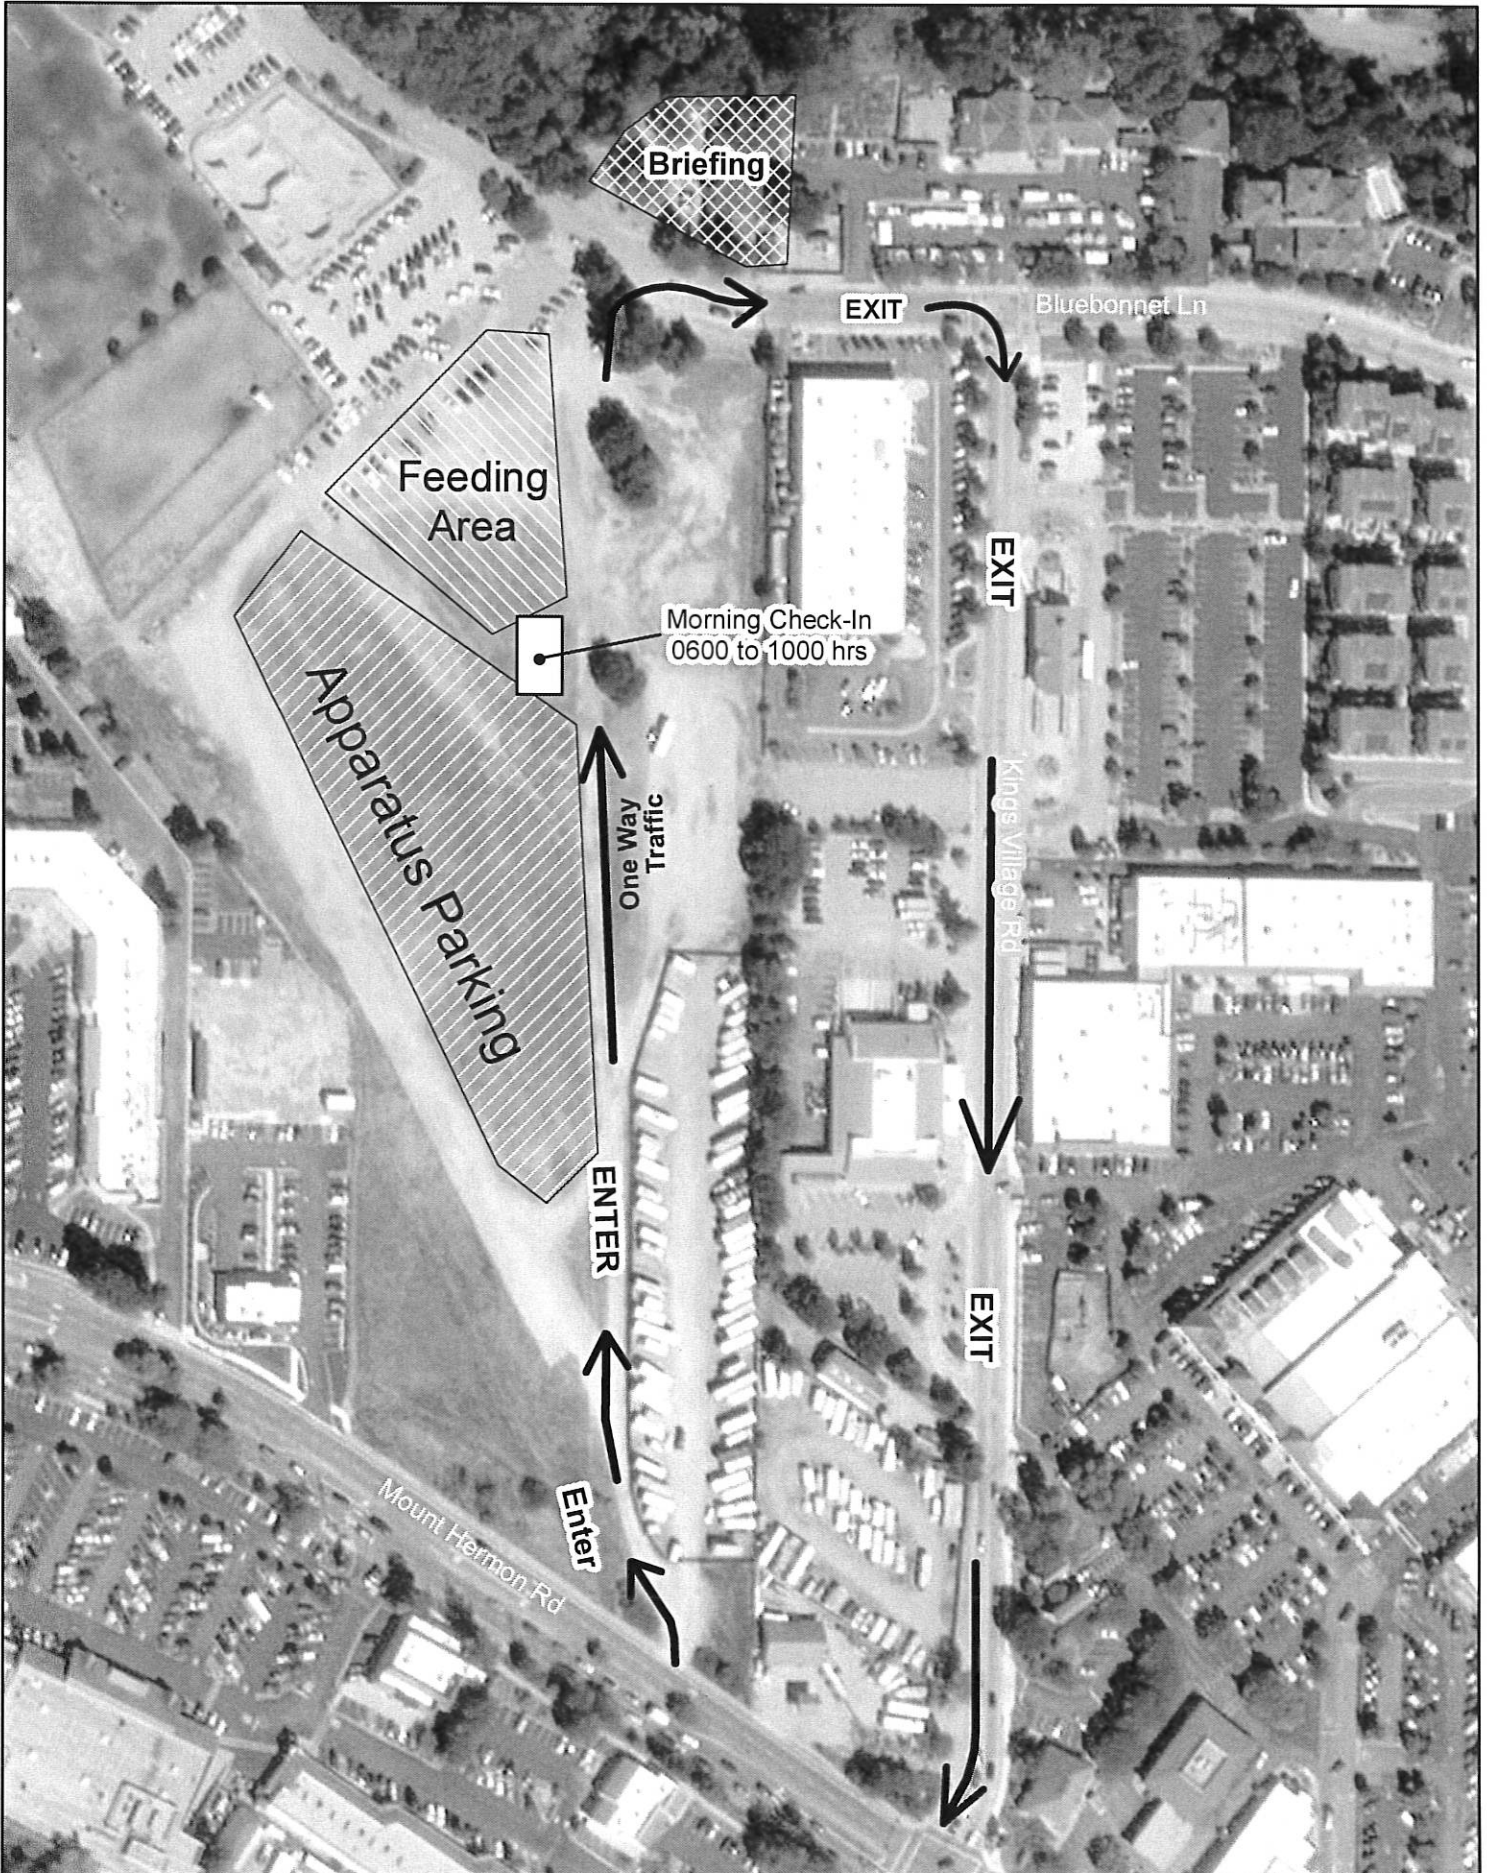 Briefing
EXIT
Bluebonnet Ln
Feeding
Area
EXIT
Morning Check-In
0600 to 1000 hrs
Apparatus Parking
One Way
Traffic
Kings Village Rd
ENTER
EXIT
Enter
Mount Hermon Rd